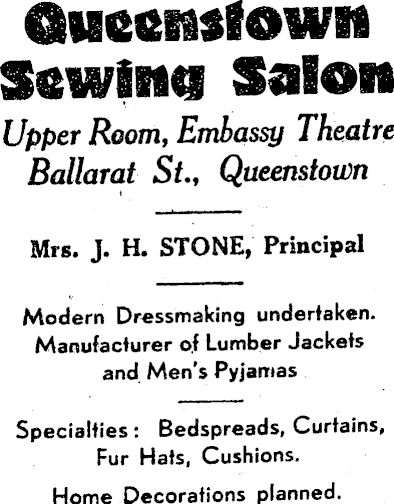 Queenstown
Sewing Salon
Upper Room, Embassy Theatre
Ballarat St., Queenstown
Mrs. J. H. STONE, Principal
Modern Dressmaking undertaken.
Manufacturer of Lumber Jackets
and Men's Pyjamas
Specialties : Bedspreads, Curtains,
Fur Hats, Cushions.
Home Decorations planned.